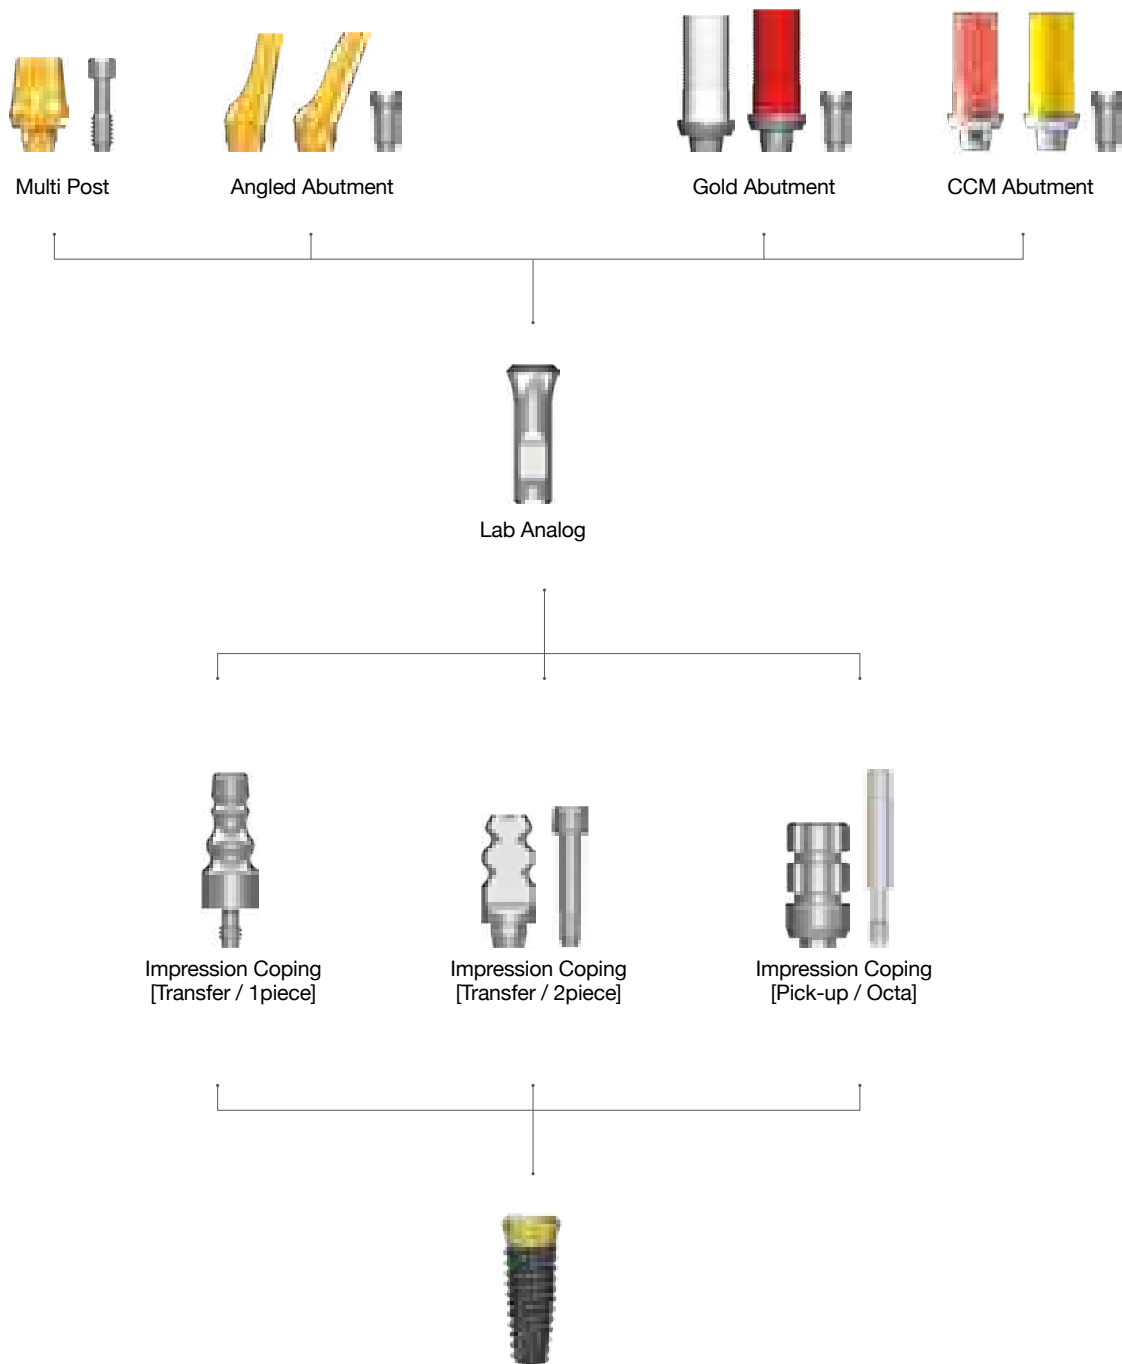 Multi Post
Angled Abutment
Gold Abutment
CCM Abutment
Lab Analog
Impression Coping
[Transfer / 1piece]
Impression Coping
[Transfer / 2piece]
Impression Coping
[Pick-up / Octa]